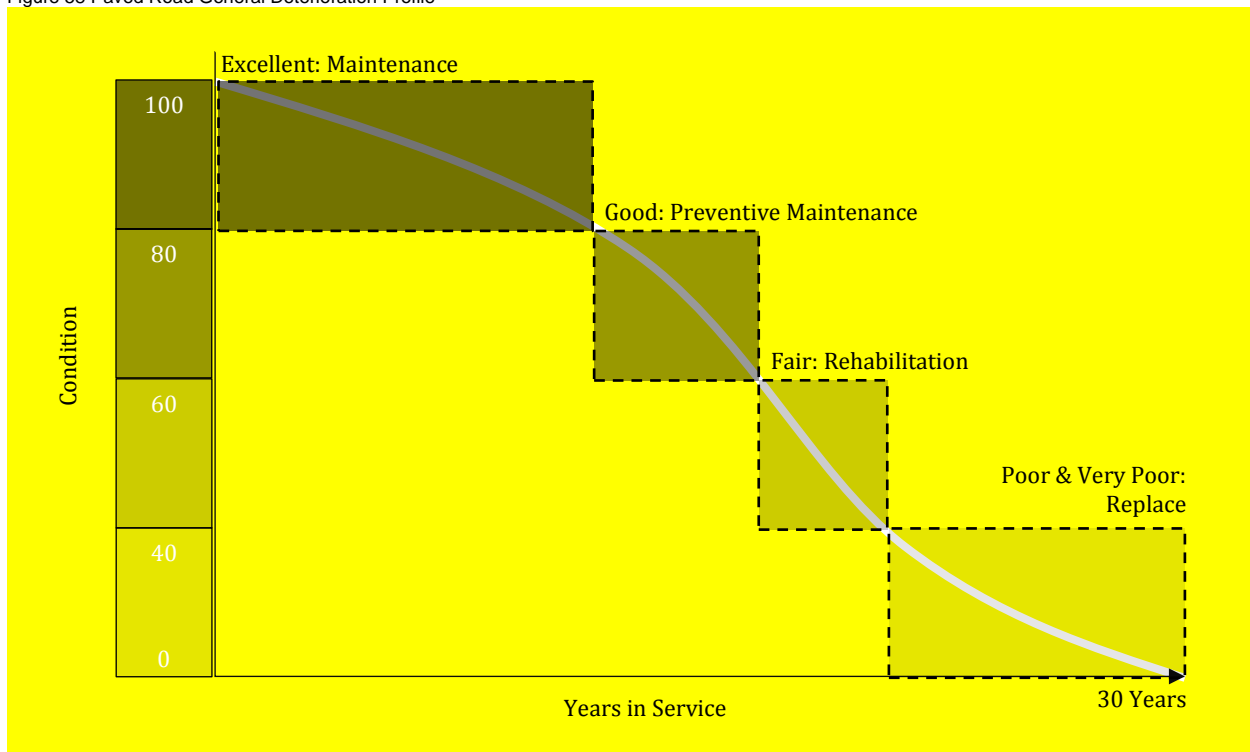 Figure Paved Road General Deterioration Profile
Excellent: Maintenance
100
Good: Preventive Maintenance
80
Condition
Fair: Rehabilitation
60
Poor & Very Poor:
Replace
40
0
30 Years
Years in Service